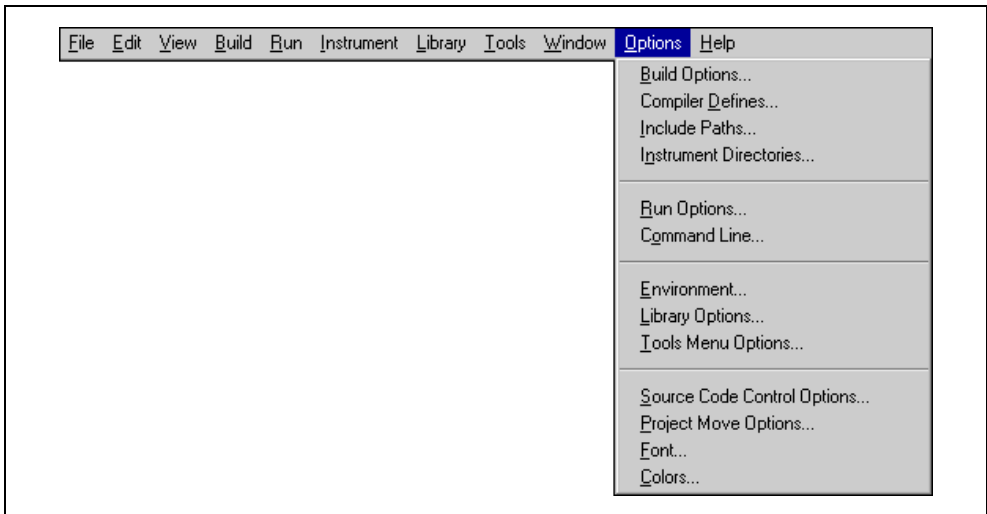 File Edit View Build Run Instrument Library Tools Window Options Help
Build Options...
Compiler Defines...
Include Paths...
Instrument Directories...
Run Options...
Command Line...
Environment...
Library Options...
Tools Menu Options...
Source Code Control Options...
Project Move Options...
Font...
Colors...